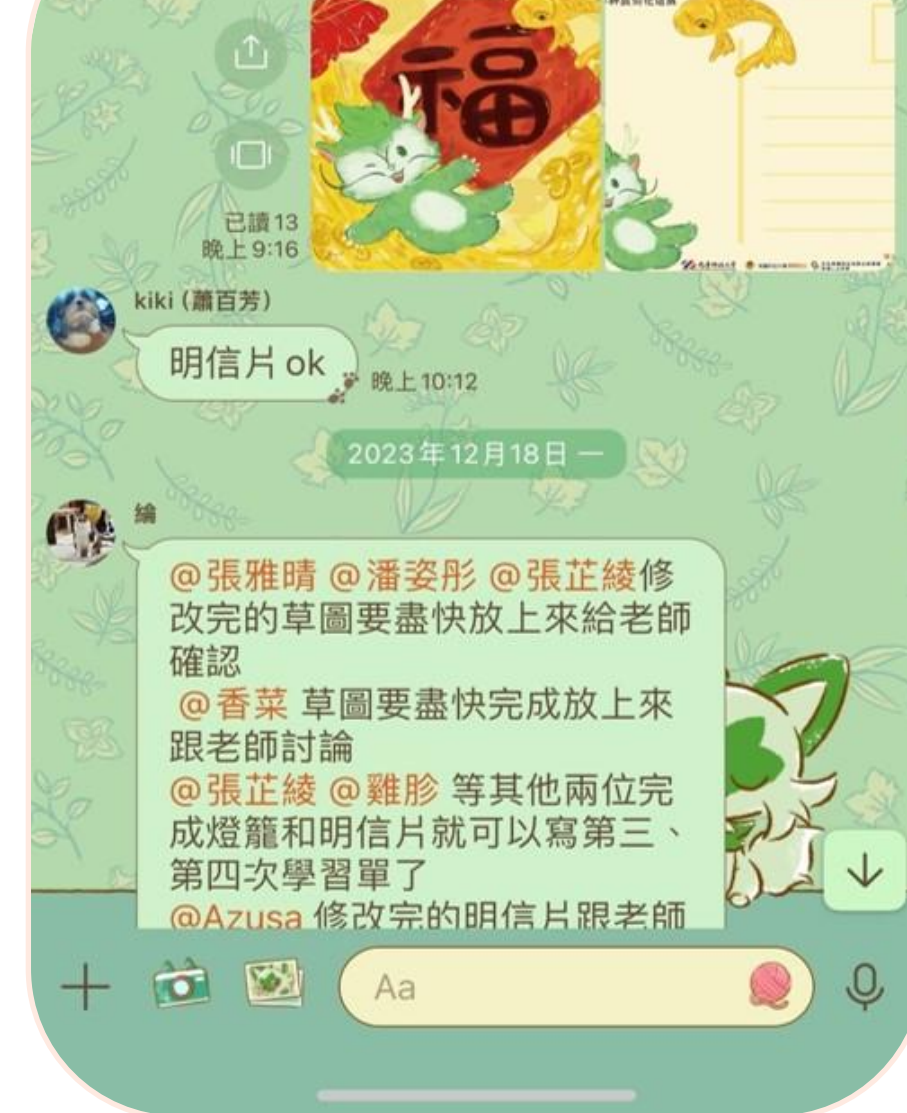 福
已讀13
晚上9:16
kiki (蕭百芳)
明信片ok
晚上10:12
2023年12月18日 一
綸
@張雅晴 @潘姿彤 @張芷綾修
改完的草圖要盡快放上來給老師
確認
@香菜 草圖要盡快完成放上來
跟老師討論
@張芷綾 @雞胗 等其他兩位完
成燈籠和明信片就可以寫第三、
第四次學習單了
@Azusa 修改完的明信片跟老師
Aa